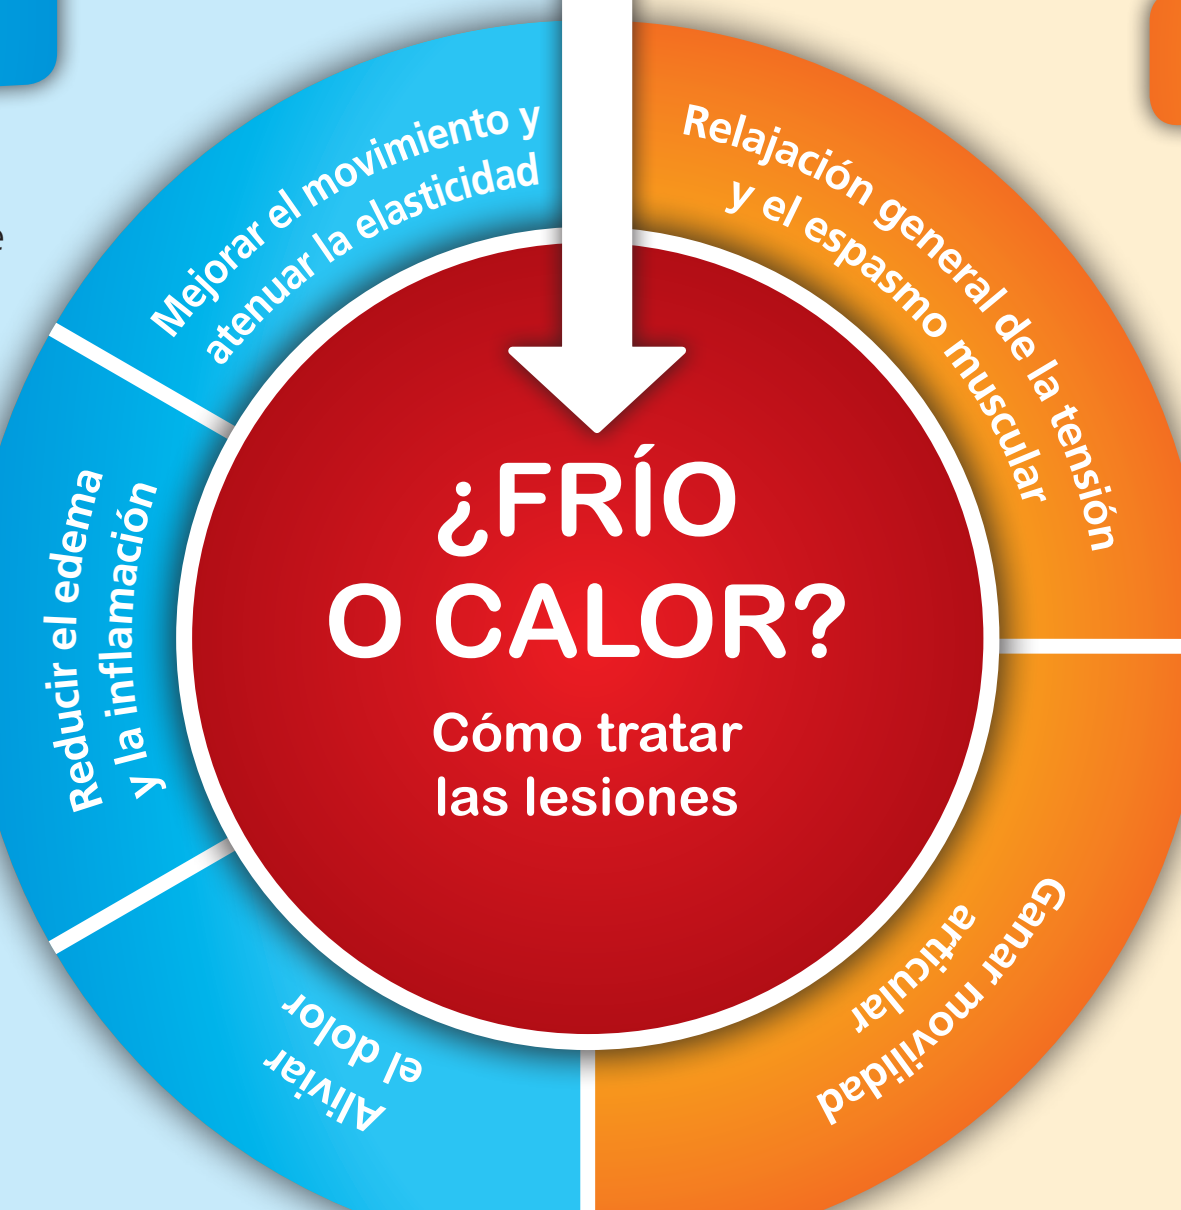 Mejorar el movimiento y
atenuar la elasticidad
Relajación general de la tensión
y el espasmo muscular
Reducir el edema
y la inflamación
¿FRÍO
O CALOR?
Cómo tratar
las lesiones
Aliviar
el dolor
Ganar movilidad
articular